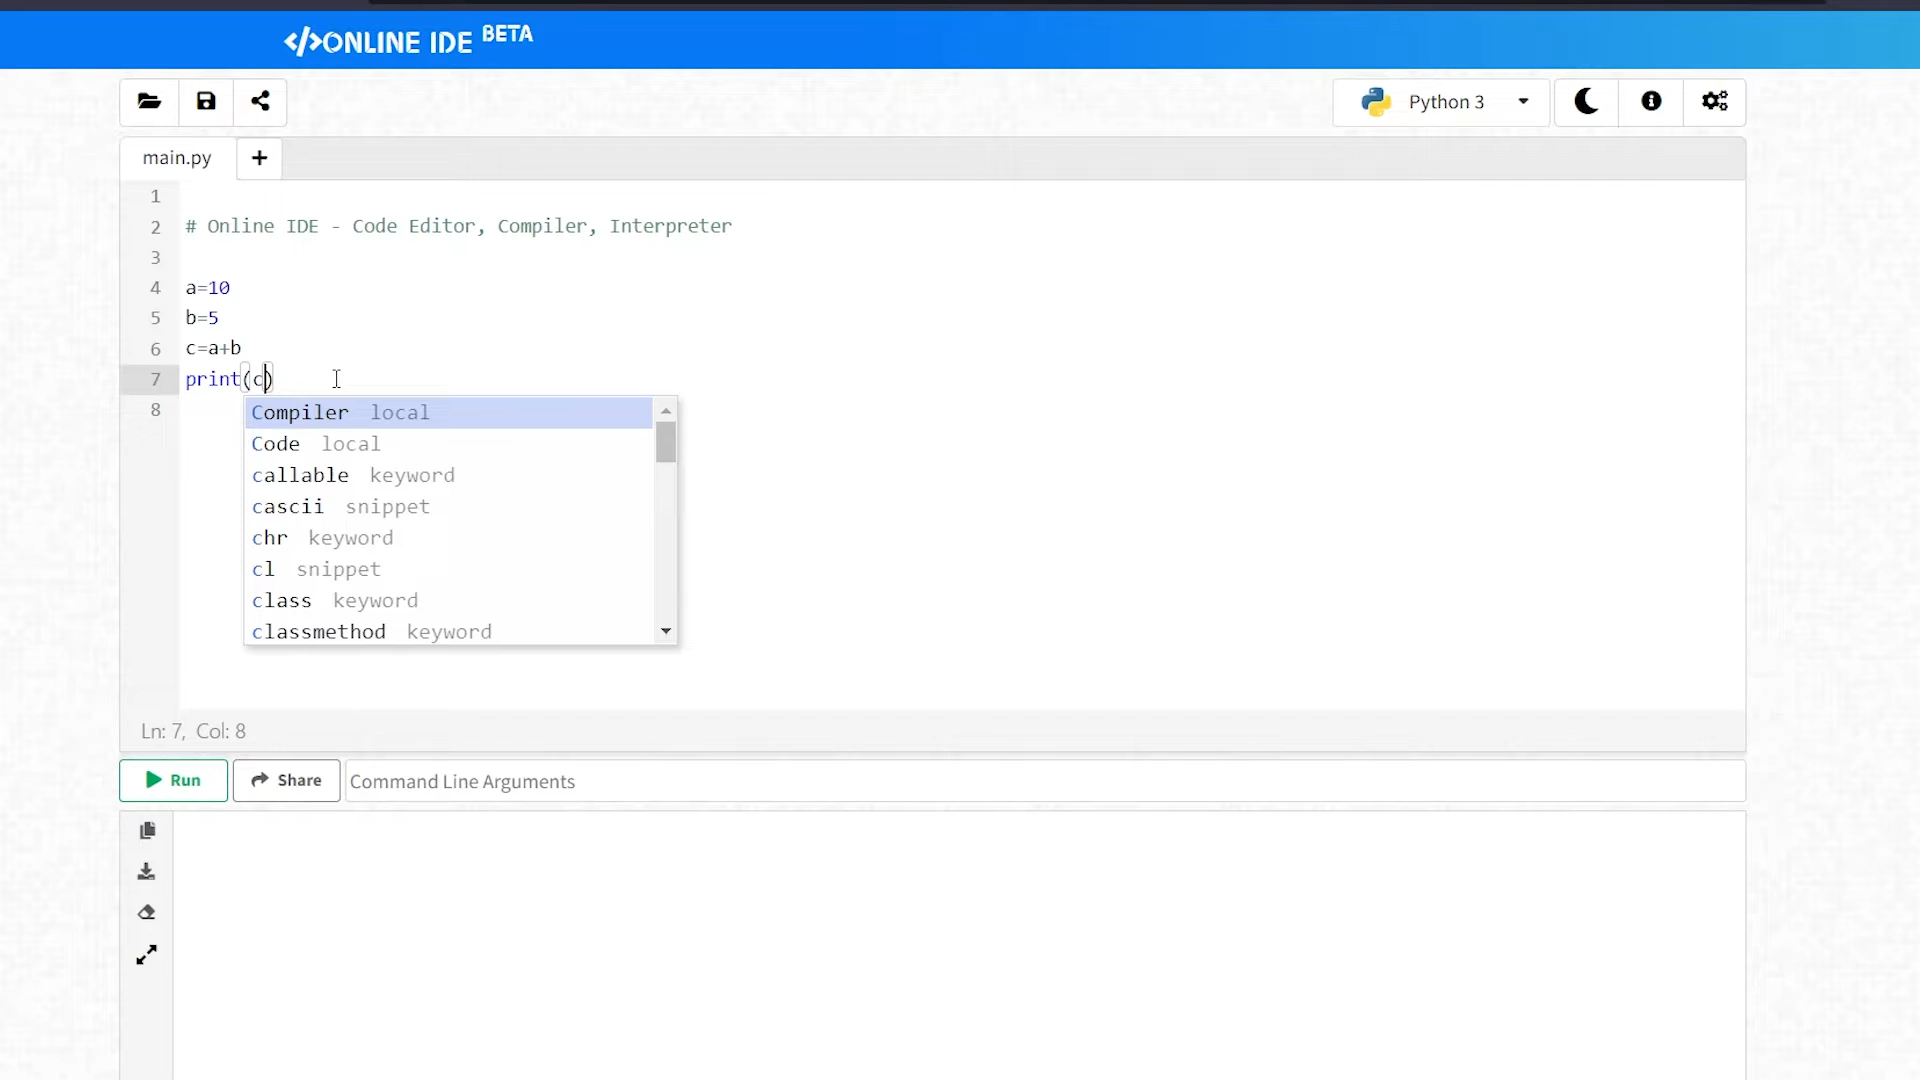 </>ONLINE IDE BETA
Python 3
main.py +
1
2 # Online IDE - Code Editor, Compiler, Interpreter
3
4 a=10
5 b=5
6 c=a+b
7 print(c)
8
Compiler local
Code local
callable keyword
cascii snippet
chr keyword
cl snippet
class keyword
classmethod keyword
Ln: 7, Col: 8
Run Share Command Line Arguments